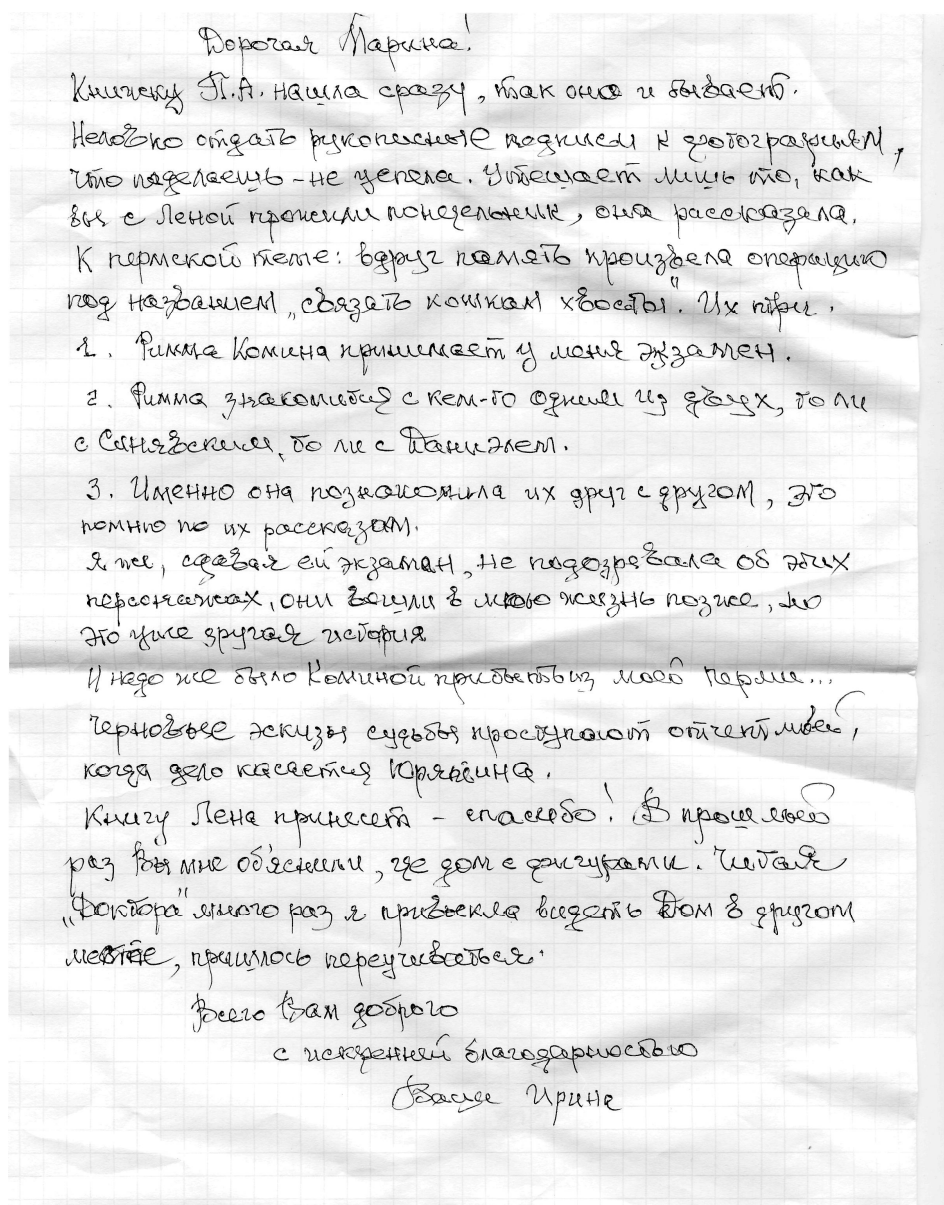 Дорогая Марина!
Книжку П.А. нашла сразу, так оно и бывает.
Неловко отдать рукописные подписи к фотографиям,
что поделаешь - не успела. Утешает лишь то, как
вы с Леной прожили понедельник, она рассказала.
К пермской теме: вдруг память произвела операцию
под названием „связать кошкам хвосты". Их три.
1. Римма Комина принимает у меня экзамен.
2. Римма знакомится с кем-то одним из двух, то ли
с Синявским, то ли с Даниэлем.
3. Именно она познакомила их друг с другом, это
помню по их рассказам.
Я же, сдавая ей экзамен, не подозревала об этих
персонажах, они вошли в мою жизнь позже, но
это уже другая история
И надо же было Коминой прибыть из моей Перми...
Черновые эскизы судьбы проступают отчетливей,
когда дело касается Юрятина.
Книгу Лена принесет - спасибо! В прошлый
раз Вы мне об'яснили, где дом с фигурами. Читая
„Доктора" много раз я привыкла видеть Дом в другом
месте, пришлось переучиваться.
Всего Вам доброго
с искренней благодарностью
Ваша Ирина